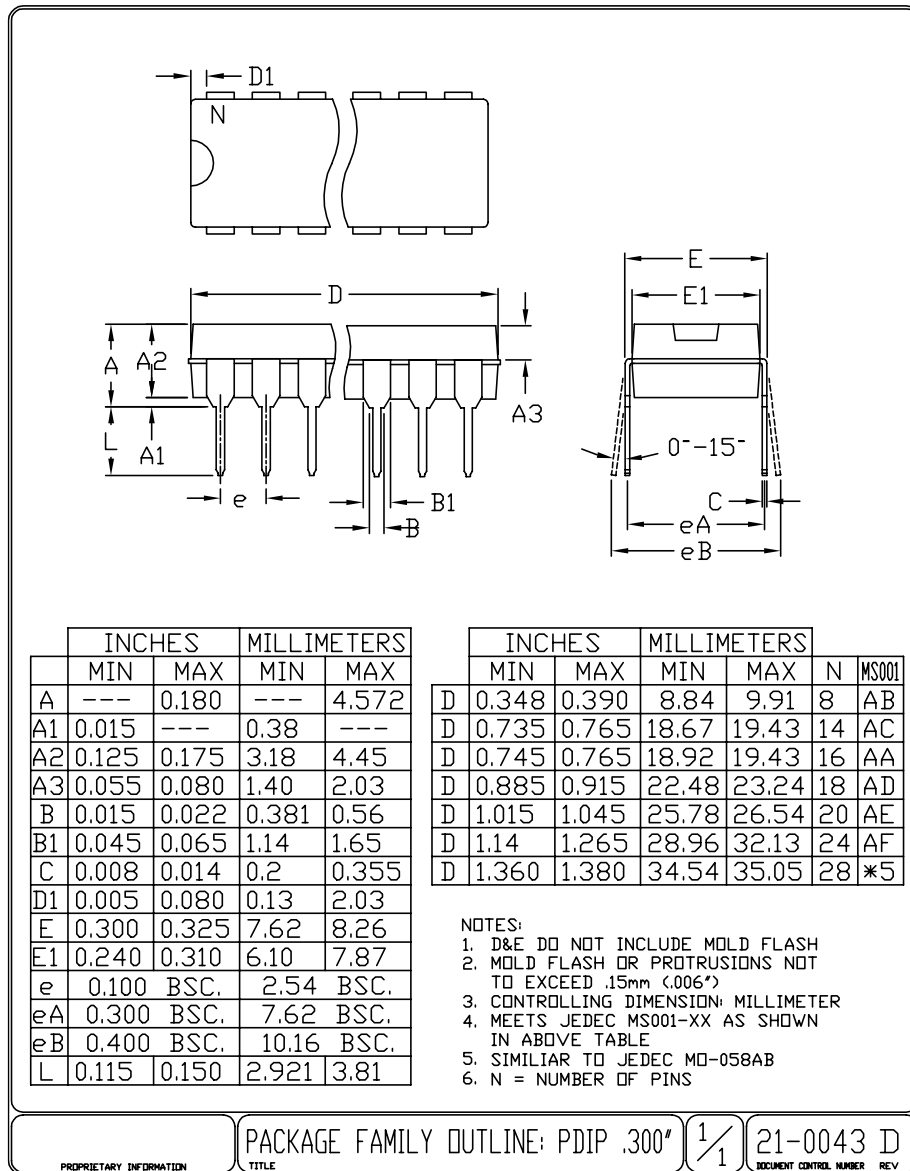 D1
N
E
D
E1
A
A2
A3
L
A1
0°-15°
e
B1
B
C
eA
eB
INCHES MILLIMETERS
MIN MAX MIN MAX
A --- 0.180 --- 4.572
A1 0.015 --- 0.38 ---
A2 0.125 0.175 3.18 4.45
A3 0.055 0.080 1.40 2.03
B 0.015 0.022 0.381 0.56
B1 0.045 0.065 1.14 1.65
C 0.008 0.014 0.2 0.355
D1 0.005 0.080 0.13 2.03
E 0.300 0.325 7.62 8.26
E1 0.240 0.310 6.10 7.87
e 0.100 BSC. 2.54 BSC.
eA 0.300 BSC. 7.62 BSC.
eB 0.400 BSC. 10.16 BSC.
L 0.115 0.150 2.921 3.81
INCHES MILLIMETERS
MIN MAX MIN MAX N MS001
D 0.348 0.390 8.84 9.91 8 AB
D 0.735 0.765 18.67 19.43 14 AC
D 0.745 0.765 18.92 19.43 16 AA
D 0.885 0.915 22.48 23.24 18 AD
D 1.015 1.045 25.78 26.54 20 AE
D 1.14 1.265 28.96 32.13 24 AF
D 1.360 1.380 34.54 35.05 28 *5
NOTES:
1. D&E DO NOT INCLUDE MOLD FLASH
2. MOLD FLASH OR PROTRUSIONS NOT
TO EXCEED .15mm (.006")
3. CONTROLLING DIMENSION: MILLIMETER
4. MEETS JEDEC MS001-XX AS SHOWN
IN ABOVE TABLE
5. SIMILIAR TO JEDEC MO-058AB
6. N = NUMBER OF PINS
PROPRIETARY INFORMATION
PACKAGE FAMILY OUTLINE: PDIP .300"
TITLE
1/1
21-0043 D
DOCUMENT CONTROL NUMBER REV